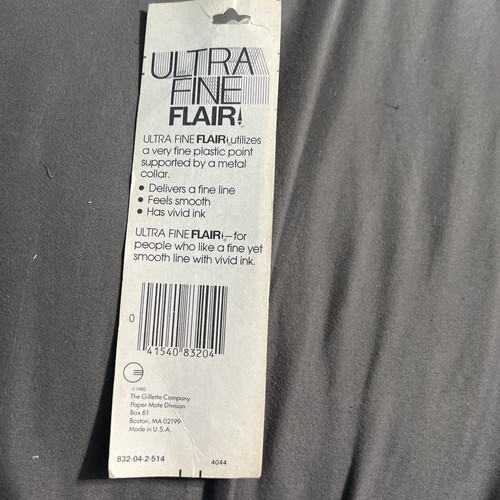 ULTRA
FINE
FLAIR!
ULTRA FINE FLAIR! utilizes
a very fine plastic point
supported by a metal
collar.
• Delivers a fine line
• Feels smooth
• Has vivid ink
ULTRA FINE FLAIR!—for
people who like a fine yet
smooth line with vivid ink.
0
41540 83204
© 1980
The Gillette Company
Paper Mate Division
Box 61
Boston, MA 02199
Made in U.S.A.
832-04-2-514 4044